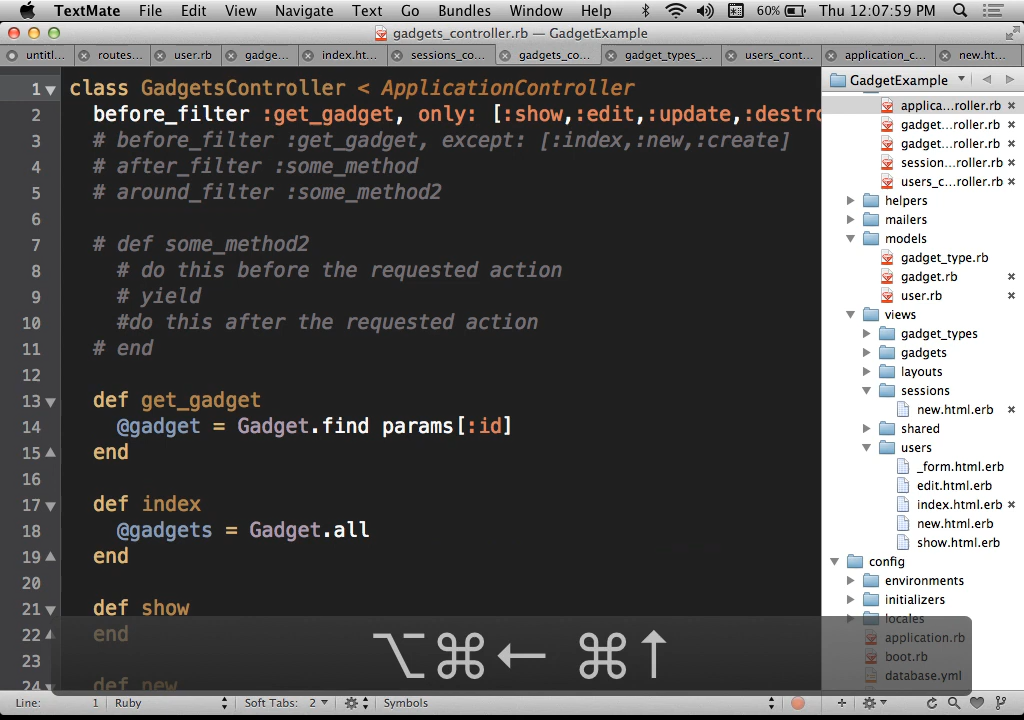 TextMate File Edit View Navigate Text Go Bundles Window Help 60% Thu 12:07:59 PM
gadgets_controller.rb — GadgetExample
untitl... routes... user.rb gadge... index.ht... sessions_co... gadgets_co... gadget_types_... users_cont... application_c... new.ht...
1 class GadgetsController < ApplicationController
2 before_filter :get_gadget, only: [:show,:edit,:update,:destro
3 # before_filter :get_gadget, except: [:index,:new,:create]
4 # after_filter :some_method
5 # around_filter :some_method2
6
7 # def some_method2
8 # do this before the requested action
9 # yield
10 #do this after the requested action
11 # end
12
13 def get_gadget
14 @gadget = Gadget.find params[:id]
15 end
16
17 def index
18 @gadgets = Gadget.all
19 end
20
21 def show
22 end
23
24 def new
⌥⌘← ⌘↑
Line: 1 Ruby Soft Tabs: 2 Symbols
GadgetExample
applica...roller.rb
gadget...roller.rb
gadget...roller.rb
session...roller.rb
users_c...roller.rb
helpers
mailers
models
gadget_type.rb
gadget.rb
user.rb
views
gadget_types
gadgets
layouts
sessions
new.html.erb
shared
users
_form.html.erb
edit.html.erb
index.html.erb
new.html.erb
show.html.erb
config
environments
initializers
locales
application.rb
boot.rb
database.yml